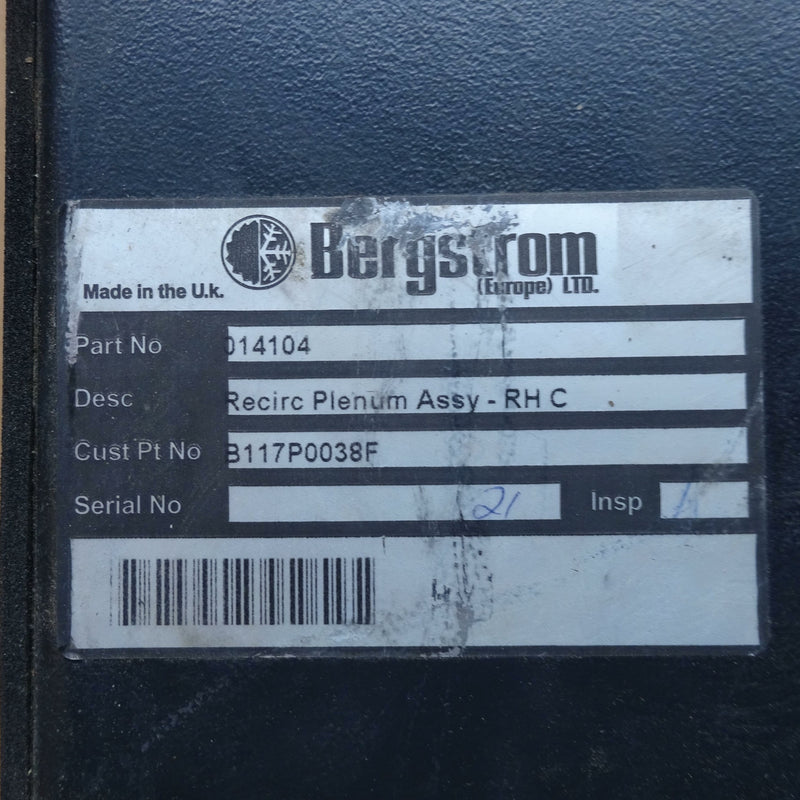 Bergstrom
(Europe) LTD.
Made in the U.k.
Part No 014104
Desc Recirc Plenum Assy - RH C
Cust Pt No B117P0038F
Serial No 21 Insp